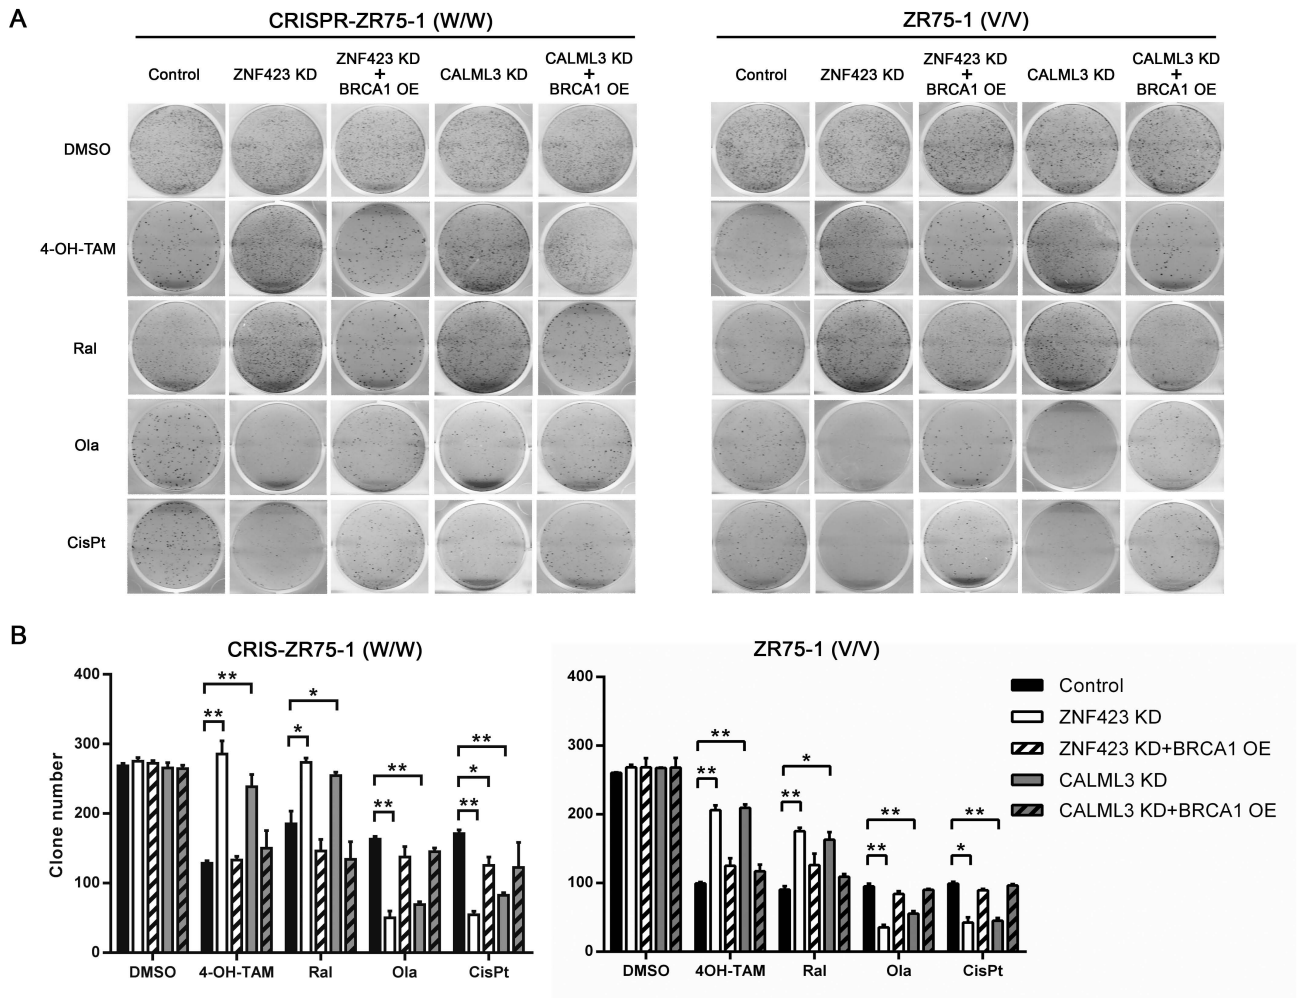 A
CRISPR-ZR75-1 (W/W)
ZR75-1 (V/V)
Control
ZNF423 KD
ZNF423 KD
+
BRCA1 OE
CALML3 KD
CALML3 KD
+
BRCA1 OE
Control
ZNF423 KD
ZNF423 KD
+
BRCA1 OE
CALML3 KD
CALML3 KD
+
BRCA1 OE
DMSO
4-OH-TAM
Ral
Ola
CisPt
B
CRIS-ZR75-1 (W/W)
Clone number
400
300
200
100
0
**
**
*
*
**
**
**
*
**
DMSO 4-OH-TAM Ral Ola CisPt
ZR75-1 (V/V)
400
300
200
100
0
**
**
*
**
**
**
**
*
DMSO 4OH-TAM Ral Ola CisPt
Control
ZNF423 KD
ZNF423 KD+BRCA1 OE
CALML3 KD
CALML3 KD+BRCA1 OE